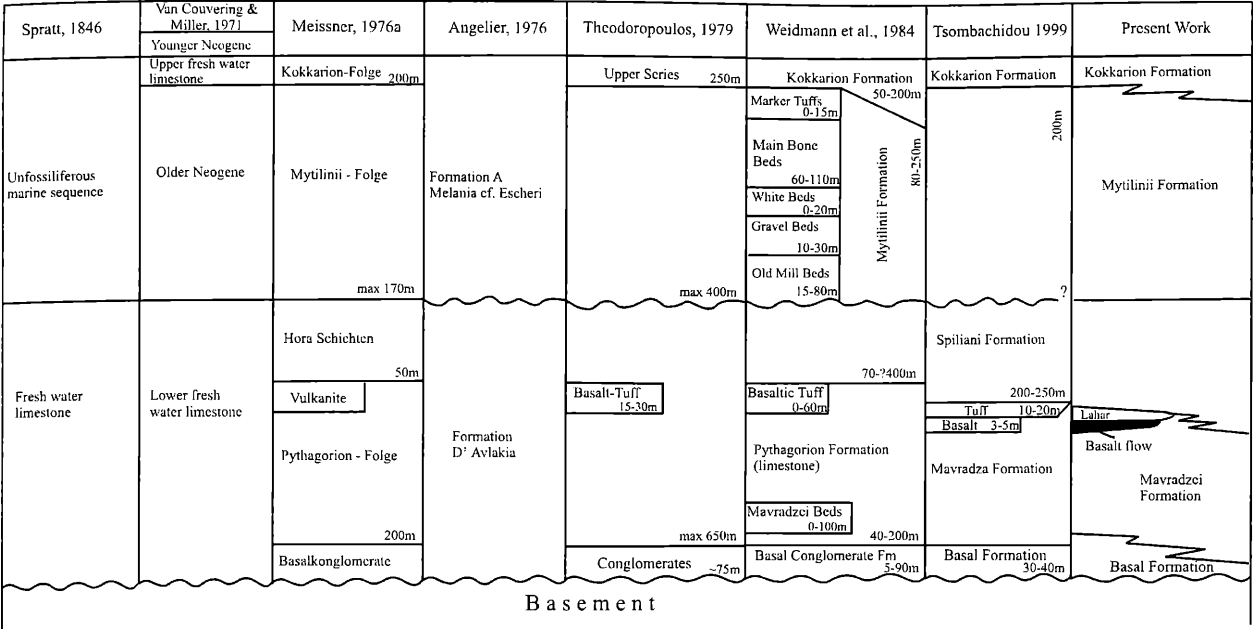 Spratt, 1846
Van Couvering &
Miller, 1971
Younger Neogene
Meissner, 1976a
Angelier, 1976
Theodoropoulos, 1979
Weidmann et al., 1984
Tsombachidou 1999
Present Work
Unfossiliferous
marine sequence
Fresh water
limestone
Upper fresh water
limestone
Older Neogene
Lower fresh
water limestone
Kokkarion-Folge 200m
Mytilinii - Folge
max 170m
Hora Schichten
50m
Vulkanite
Pythagorion - Folge
200m
Basalkonglomerate
Formation A
Melania cf. Escheri
Formation
D' Avlakia
Upper Series 250m
max 400m
Basalt-Tuff
15-30m
max 650m
Conglomerates
~75m
Kokkarion Formation
50-200m
Marker Tuffs
0-15m
Main Bone
Beds
60-110m
White Beds
0-20m
Gravel Beds
10-30m
Old Mill Beds
15-80m
Mytilinii Formation
80-250m
70-?400m
Basaltic Tuff
0-60m
Pythagorion Formation
(limestone)
Mavradzei Beds
0-100m
40-200m
Basal Conglomerate Fm
5-90m
Kokkarion Formation
200m
?
Spiliani Formation
200-250m
Tuff 10-20m
Basalt 3-5m
Mavradza Formation
Basal Formation
30-40m
Kokkarion Formation
Mytilinii Formation
Lahar
Basalt flow
Mavradzei
Formation
Basal Formation
Basement